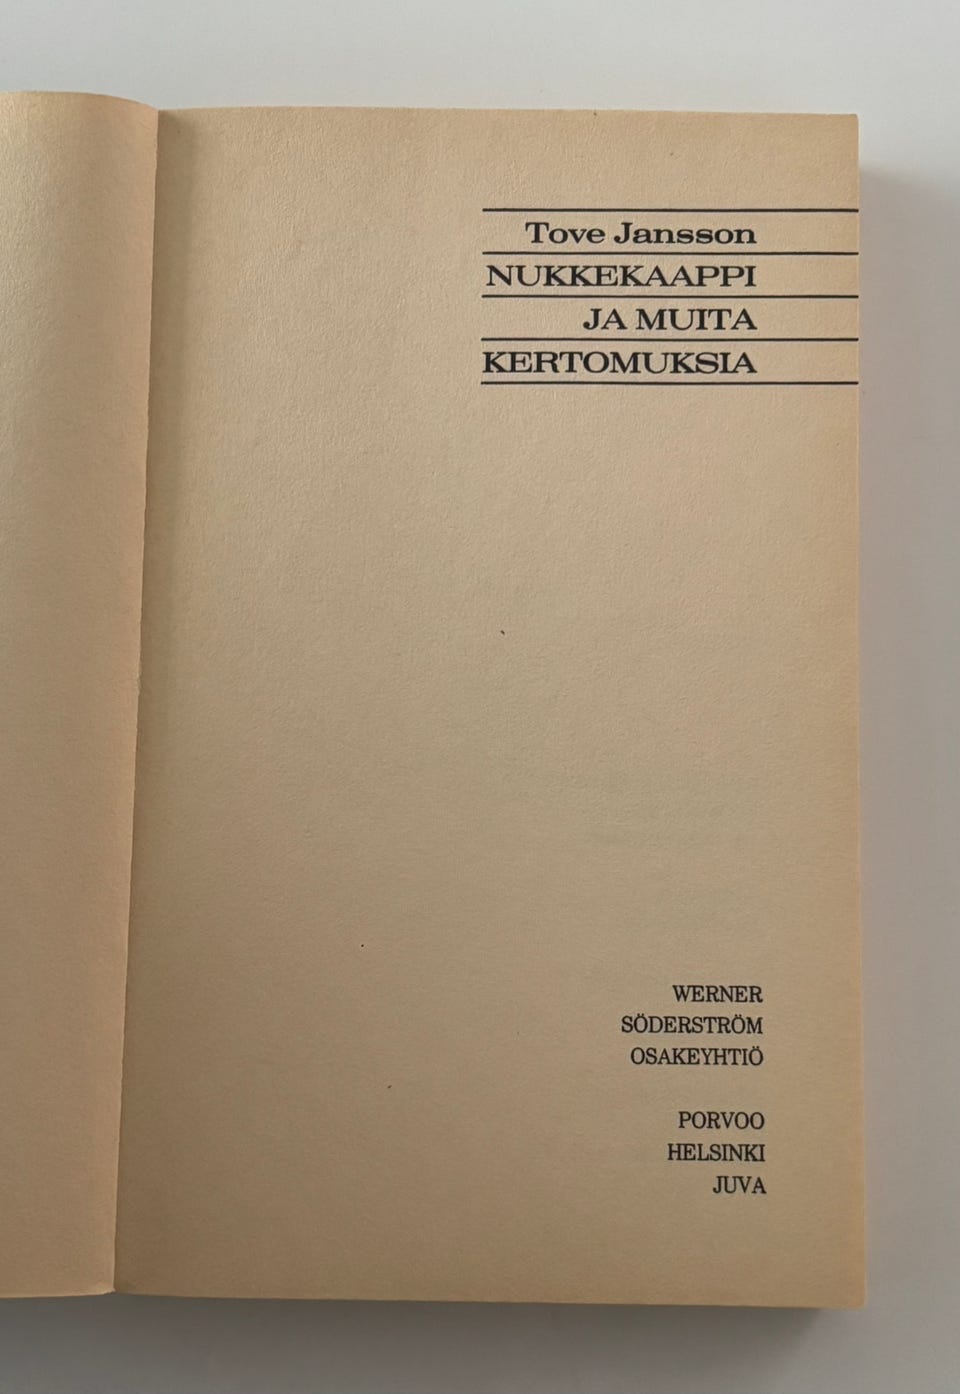 Tove Jansson
NUKKEKAAPPI
JA MUITA
KERTOMUKSIA
WERNER
SÖDERSTRÖM
OSAKEYHTIÖ
PORVOO
HELSINKI
JUVA